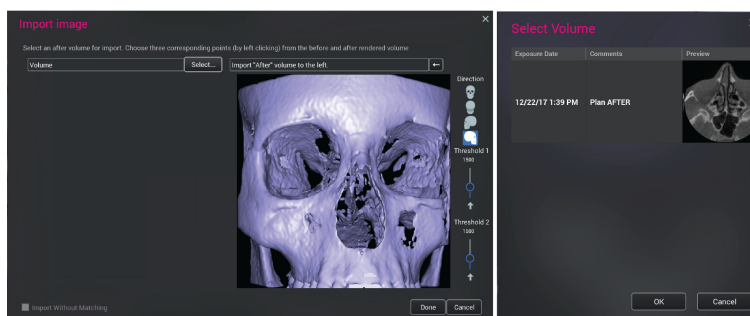 Import image
Select an after volume for import. Choose three corresponding points (by left clicking) from the before and after rendered volume
Volume
Select...
Import "After" volume to the left.
Direction
Threshold 1
1500
Threshold 2
Import Without Matching
Done
Cancel
Select Volume
Exposure Date
Comments
Preview
12/22/17 1:39 PM
Plan AFTER
OK
Cancel